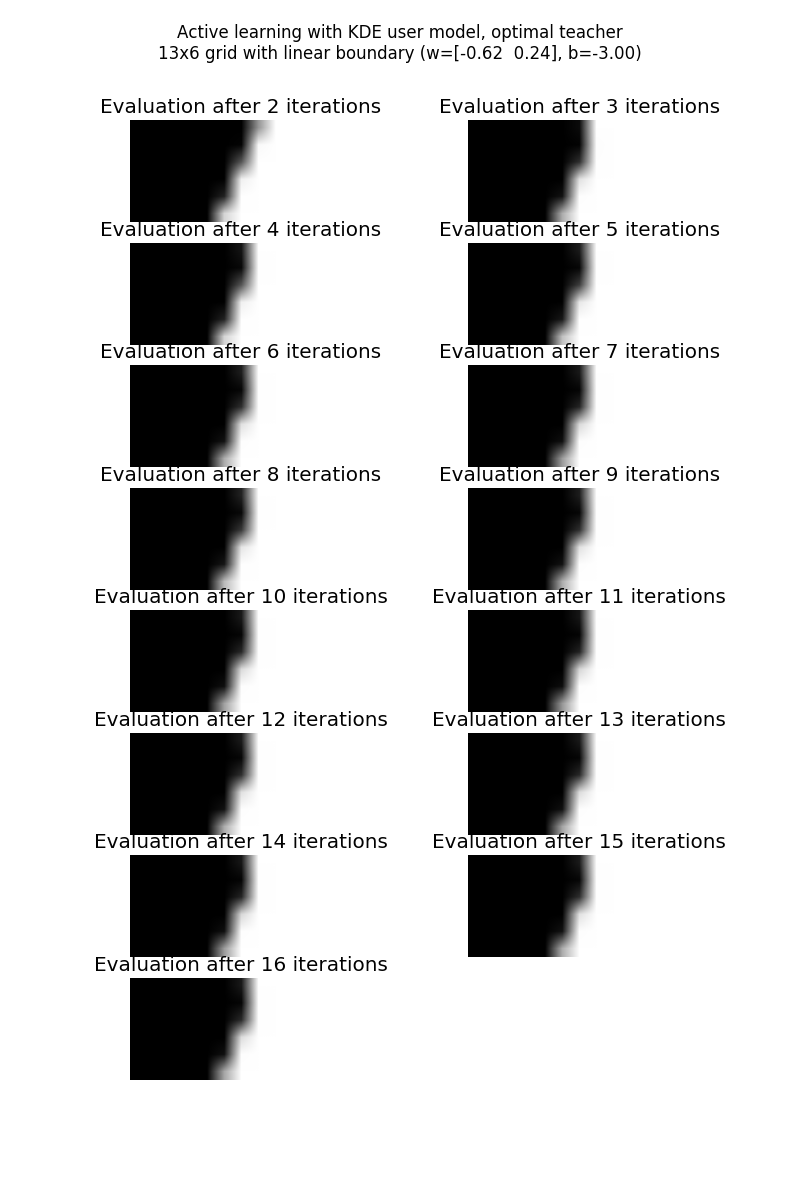 Active learning with KDE user model, optimal teacher
13x6 grid with linear boundary (w=[-0.62  0.24], b=-3.00)
Evaluation after 2 iterations
Evaluation after 3 iterations
Evaluation after 4 iterations
Evaluation after 5 iterations
Evaluation after 6 iterations
Evaluation after 7 iterations
Evaluation after 8 iterations
Evaluation after 9 iterations
Evaluation after 10 iterations
Evaluation after 11 iterations
Evaluation after 12 iterations
Evaluation after 13 iterations
Evaluation after 14 iterations
Evaluation after 15 iterations
Evaluation after 16 iterations